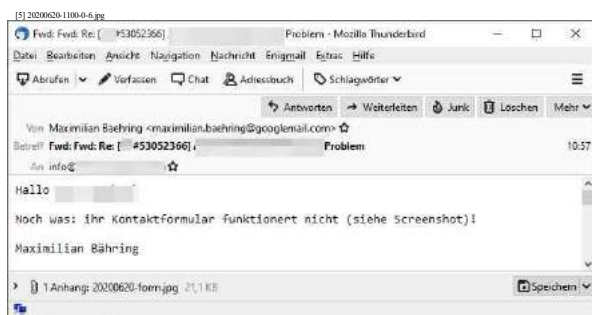 [5] 20200620-1100-0-6.jpg
Fwd: Fwd: Re: [ #53052366] Problem - Mozilla Thunderbird
Datei Bearbeiten Ansicht Navigation Nachricht Enigmail Extras Hilfe
Abrufen Verfassen Chat Adressbuch Schlagwörter
Antworten Weiterleiten Junk Löschen Mehr
Von Maximilian Baehring <maximilian.baehring@googlemail.com>
Betreff Fwd: Fwd: Re: [ #53052366] Problem 10:57
An info@
Hallo
Noch was: ihr Kontaktformular funktionert nicht (siehe Screenshot)!
Maximilian Bähring
1 Anhang: 20200620-form.jpg 21,1 KB Speichern